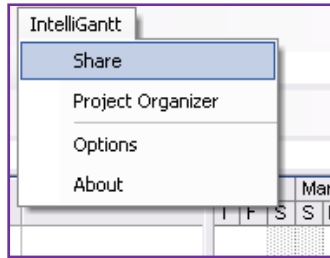 IntelliGantt
Share
Project Organizer
Options
About
Mar
T F S S